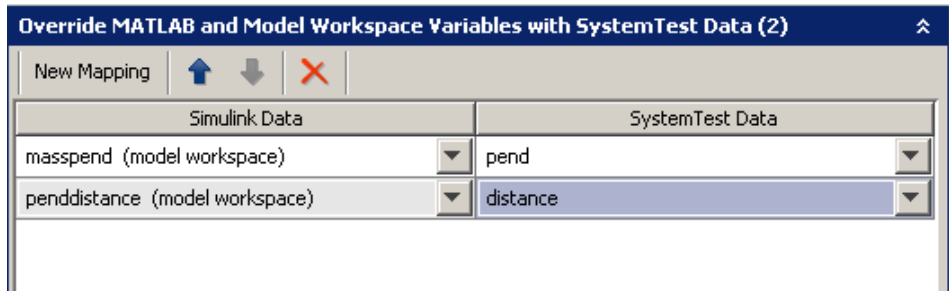 Override MATLAB and Model Workspace Variables with SystemTest Data (2)
New Mapping
Simulink Data SystemTest Data
masspend (model workspace) pend
penddistance (model workspace) distance